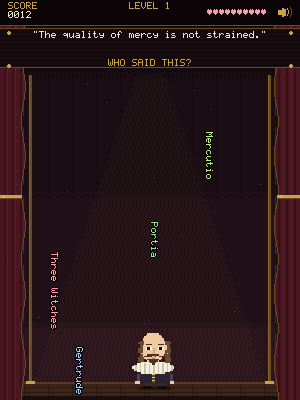 SCORE
0012
LEVEL 1
"The quality of mercy is not strained."
WHO SAID THIS?
Mercutio
Portia
Three Witches
Gertrude